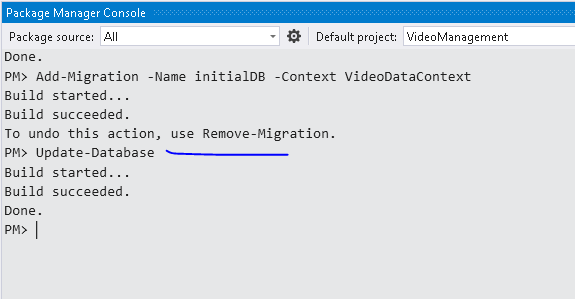 Package Manager Console
Package source: All Default project: VideoManagement
Done.
PM> Add-Migration -Name initialDB -Context VideoDataContext
Build started...
Build succeeded.
To undo this action, use Remove-Migration.
PM> Update-Database
Build started...
Build succeeded.
Done.
PM>